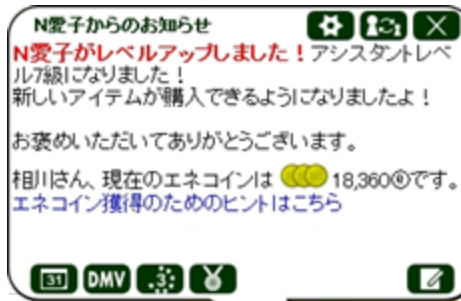 N愛子からのお知らせ
N愛子がレベルアップしました！アシスタントレベ
ル7級になりました！
新しいアイテムが購入できるようになりましたよ！
お褒めいただいてありがとうございます。
相川さん、現在のエネコインは 18,360ⓔです。
エネコイン獲得のためのヒントはこちら
31 DMV 3